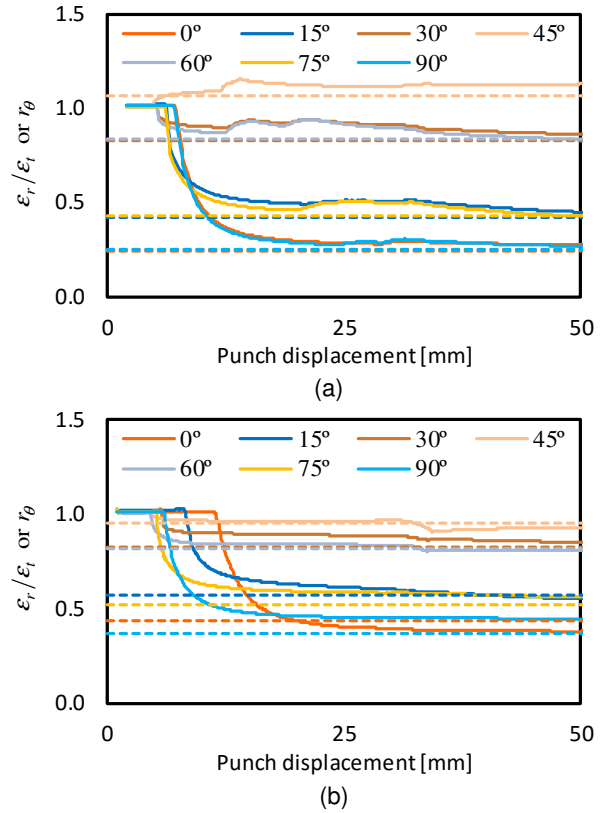 1.5
0º 15º 30º 45º
60º 75º 90º
1.0
0.5
0.0
εr/εt or rθ
0 25 50
Punch displacement [mm]
(a)
1.5
0º 15º 30º 45º
60º 75º 90º
1.0
0.5
0.0
εr/εt or rθ
0 25 50
Punch displacement [mm]
(b)